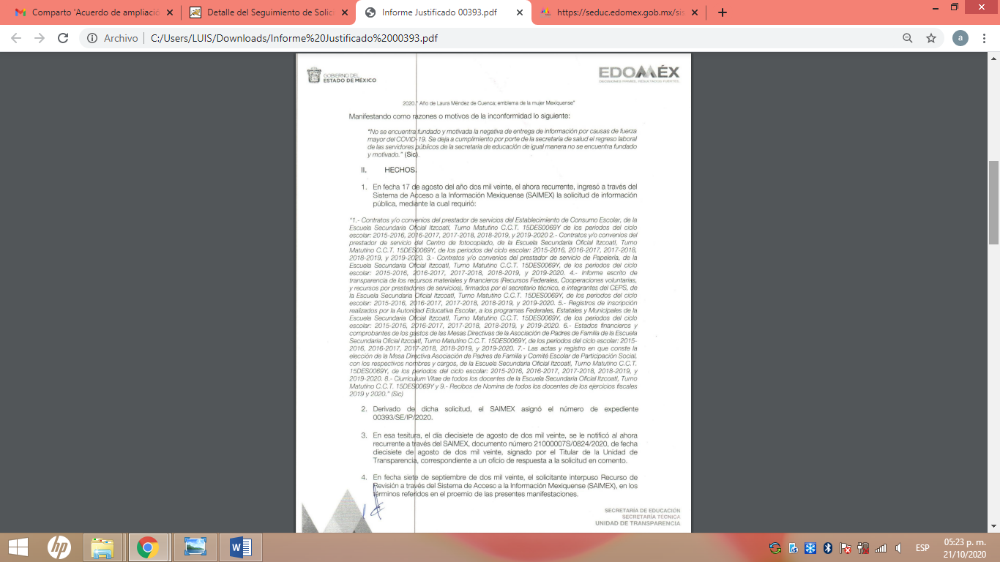 Comparto 'Acuerdo de ampliació
Detalle del Seguimiento de Solici
Informe Justificado 00393.pdf
https://seduc.edomex.gob.mx/sis
Archivo
C:/Users/LUIS/Downloads/Informe%20Justificado%2000393.pdf
a
GOBIERNO DEL
ESTADO DE MÉXICO
EDOMÉX
DECISIONES FIRMES, RESULTADOS FUERTES.
2020." Año de Laura Méndez de Cuenca; emblema de la mujer Mexiquense"
Manifestando como razones o motivos de la inconformidad lo siguiente:
"No se encuentra fundado y motivada la negativa de entrega de información por causas de fuerza
mayor del COVID-19. Se deja a cumplimiento por porte de la secretaria de salud el regreso laboral
de las servidores públicos de la secretaria de educación de igual manera no se encuentra fundado
y motivado." (Sic).
II. HECHOS.
1. En fecha 17 de agosto del año dos mil veinte, el ahora recurrente, ingresó a través del
Sistema de Acceso a la Información Mexiquense (SAIMEX) la solicitud de información
pública, mediante la cual requirió:
"1.- Contratos y/o convenios del prestador de servicios del Establecimiento de Consumo Escolar, de la
Escuela Secundaria Oficial Itzcoatl, Turno Matutino C.C.T. 15DES0069Y de los periodos del ciclo
escolar: 2015-2016, 2016-2017, 2017-2018, 2018-2019, y 2019-2020 2.- Contratos y/o convenios del
prestador de servicio del Centro de fotocopiado, de la Escuela Secundaria Oficial Itzcoatl, Turno
Matutino C.C.T. 15DES0069Y, de los periodos del ciclo escolar: 2015-2016, 2016-2017, 2017-2018,
2018-2019, y 2019-2020. 3.- Contratos y/o convenios del prestador de servicio de Papelería, de la
Escuela Secundaria Oficial Itzcoatl, Turno Matutino C.C.T. 15DES0069Y, de los periodos del ciclo
escolar: 2015-2016, 2016-2017, 2017-2018, 2018-2019, y 2019-2020. 4.- Informe escrito de
transparencia de los recursos materiales y financieros (Recursos Federales, Cooperaciones voluntarias,
y recursos por prestadores de servicios), firmados por el secretario técnico, e integrantes del CEPS, de
la Escuela Secundaria Oficial Itzcoatl, Turno Matutino C.C.T. 15DES0069Y, de los periodos del ciclo
escolar: 2015-2016, 2016-2017, 2017-2018, 2018-2019, y 2019-2020. 5.- Registros de inscripción
realizados por la Autoridad Educativa Escolar, a los programas Federales, Estatales y Municipales de la
Escuela Secundaria Oficial Itzcoatl, Turno Matutino C.C.T. 15DES0069Y, de los periodos del ciclo
escolar: 2015-2016, 2016-2017, 2017-2018, 2018-2019, y 2019-2020. 6.- Estados financieros y
comprobantes de los gastos de las Mesas Directivas de la Asociación de Padres de Familia de la Escuela
Secundaria Oficial Itzcoatl, Turno Matutino C.C.T. 15DES0069Y, de los periodos del ciclo escolar: 2015-
2016, 2016-2017, 2017-2018, 2018-2019, y 2019-2020. 7.- Las actas y registro en que conste la
elección de la Mesa Directiva Asociación de Padres de Familia y Comité Escolar de Participación Social,
con los respectivos nombres y cargos, de la Escuela Secundaria Oficial Itzcoatl, Turno Matutino C.C.T.
15DES0069Y, de los periodos del ciclo escolar: 2015-2016, 2016-2017, 2017-2018, 2018-2019, y
2019-2020. 8.- Ciurriculum Vitae de todos los docentes de la Escuela Secundaria Oficial Itzcoatl, Turno
Matutino C.C.T. 15DES0069Y y 9.- Recibos de Nomina de todos los docentes de los ejercicios fiscales
2019 y 2020." (Sic)
2. Derivado de dicha solicitud, el SAIMEX asignó el número de expediente
00393/SE/IP/2020.
3. En esa tesitura, el día diecisiete de agosto de dos mil veinte, se le notificó al ahora
recurrente a través del SAIMEX, documento número 21000007S/0824/2020, de fecha
diecisiete de agosto de dos mil veinte, signado por el Titular de la Unidad de
Transparencia, correspondiente a un oficio de respuesta a la solicitud en comento.
4. En fecha siete de septiembre de dos mil veinte, el solicitante interpuso Recurso de
Revisión a través del Sistema de Acceso a la Información Mexiquense (SAIMEX), en los
términos referidos en el proemio de las presentes manifestaciones.
SECRETARÍA DE EDUCACIÓN
SECRETARÍA TÉCNICA
UNIDAD DE TRANSPARENCIA
ESP
05:23 p. m.
21/10/2020